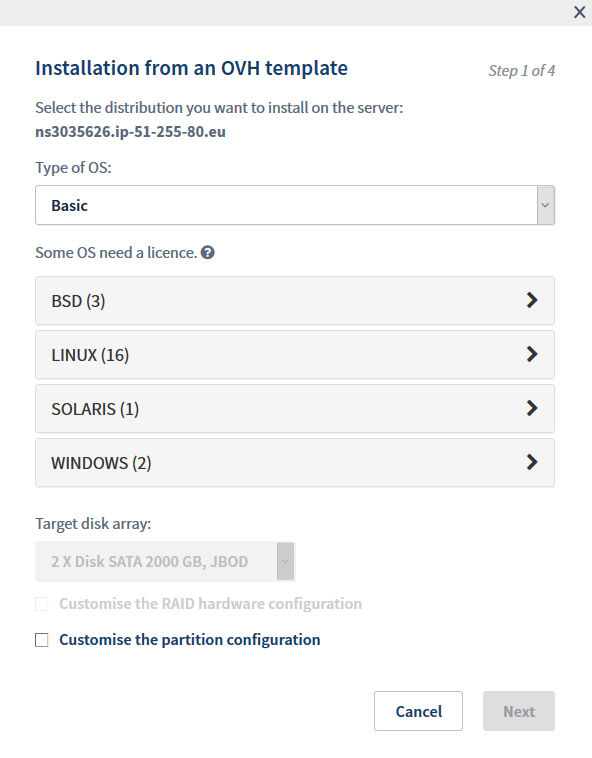 Installation from an OVH template
Step 1 of 4
Select the distribution you want to install on the server:
ns3035626.ip-51-255-80.eu
Type of OS:
Basic
Some OS need a licence.
BSD (3)
LINUX (16)
SOLARIS (1)
WINDOWS (2)
Target disk array:
2 X Disk SATA 2000 GB, JBOD
Customise the RAID hardware configuration
Customise the partition configuration
Cancel
Next